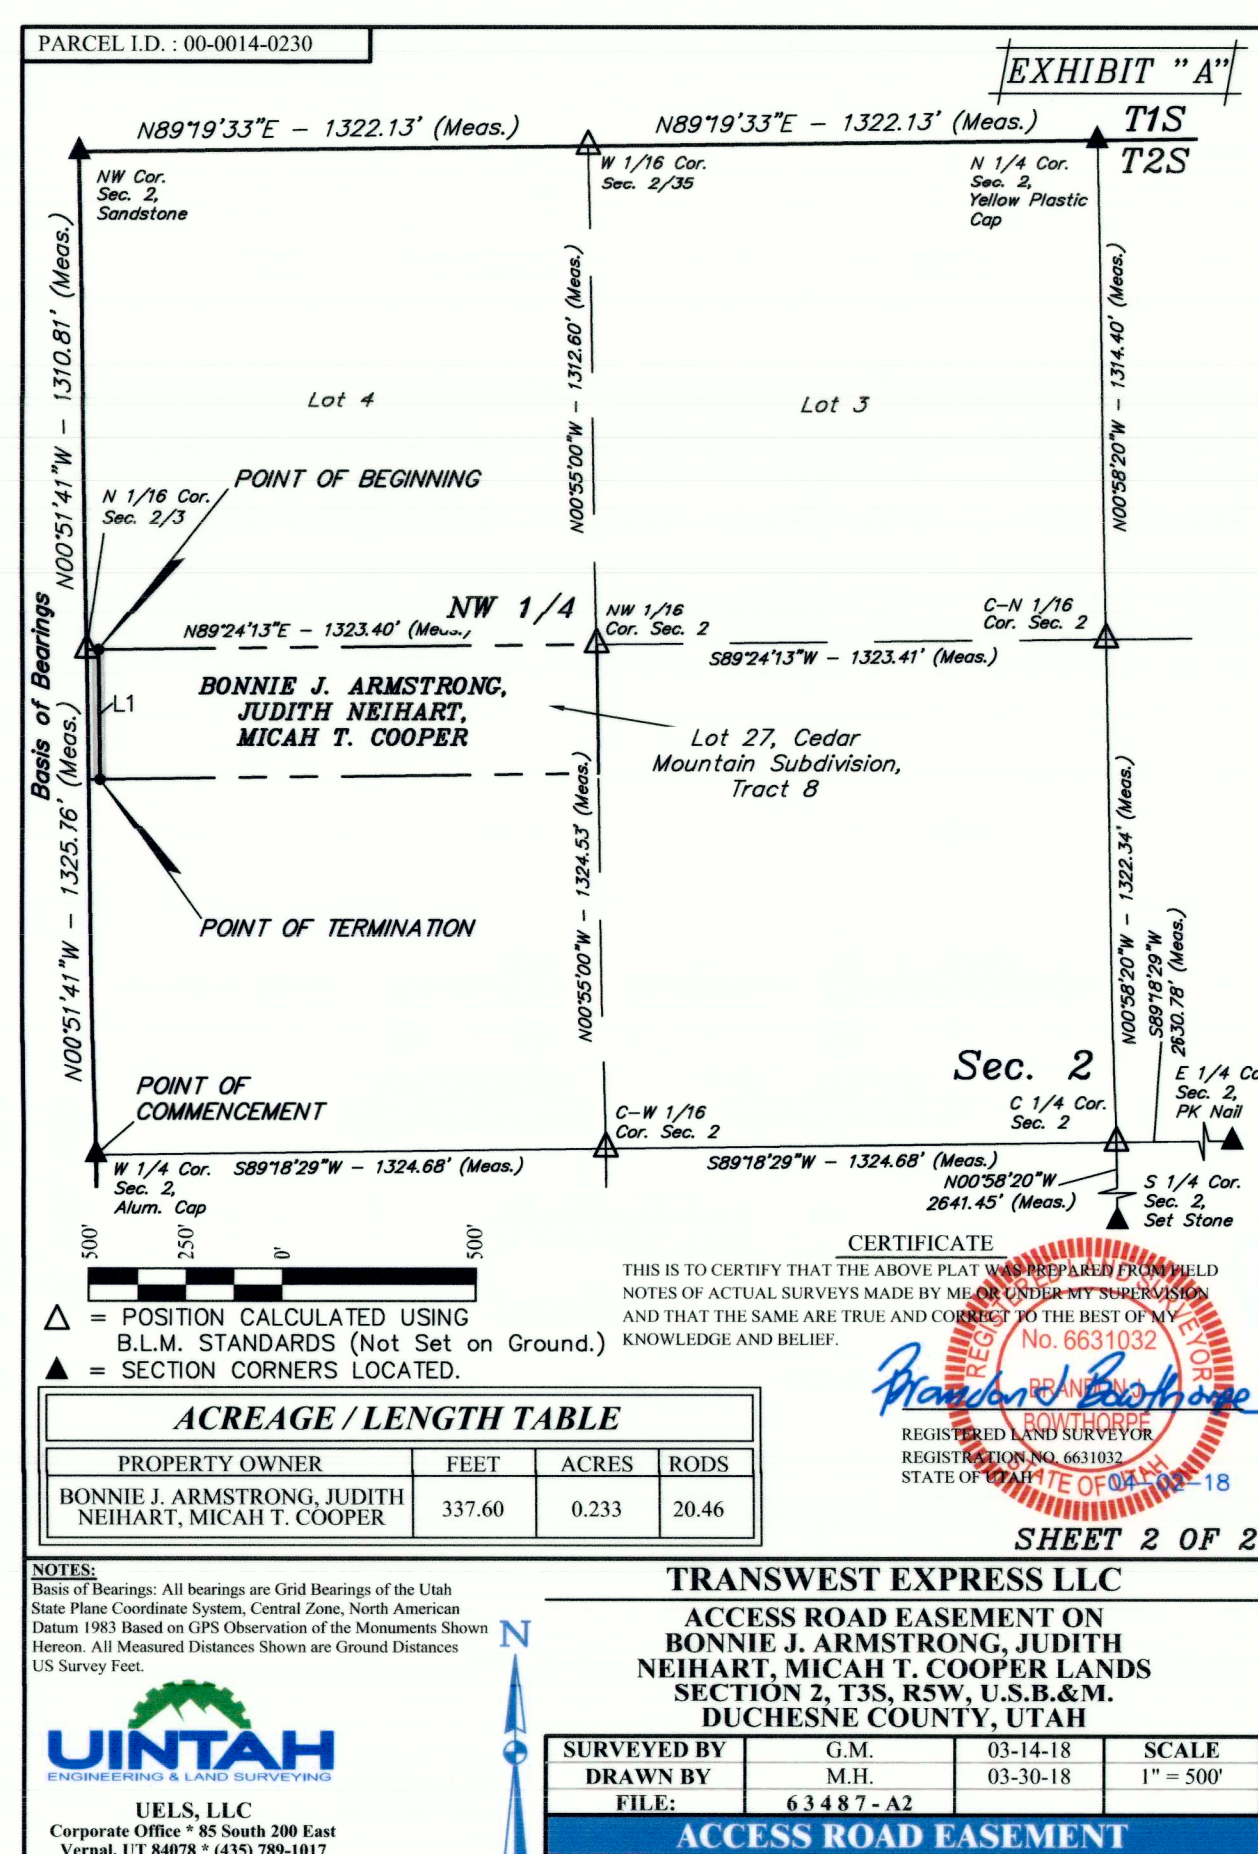 PARCEL I.D. : 00-0014-0230
EXHIBIT "A"
N89°19'33"E - 1322.13' (Meas.)
N89°19'33"E - 1322.13' (Meas.)
T1S
T2S
NW Cor.
Sec. 2,
Sandstone
W 1/16 Cor.
Sec. 2/35
N 1/4 Cor.
Sec. 2,
Yellow Plastic
Cap
N00°51'41"W - 1310.81' (Meas.)
N00°55'00"W - 1312.60' (Meas.)
N00°58'20"W - 1314.40' (Meas.)
Lot 4
Lot 3
POINT OF BEGINNING
N 1/16 Cor.
Sec. 2/3
Basis of Bearings
NW 1/4
N89°24'13"E - 1323.40' (Meas.)
NW 1/16
Cor. Sec. 2
C-N 1/16
Cor. Sec. 2
S89°24'13"W - 1323.41' (Meas.)
L1
BONNIE J. ARMSTRONG,
JUDITH NEIHART,
MICAH T. COOPER
Lot 27, Cedar
Mountain Subdivision,
Tract 8
N00°51'41"W - 1325.76' (Meas.)
N00°55'00"W - 1324.53' (Meas.)
N00°58'20"W - 1322.34' (Meas.)
S89°18'29"W
2630.78' (Meas.)
POINT OF TERMINATION
POINT OF
COMMENCEMENT
Sec. 2
C-W 1/16
Cor. Sec. 2
C 1/4 Cor.
Sec. 2
E 1/4 Co
Sec. 2,
PK Nail
W 1/4 Cor.
Sec. 2,
Alum. Cap
S89°18'29"W - 1324.68' (Meas.)
S89°18'29"W - 1324.68' (Meas.)
N00°58'20"W
2641.45' (Meas.)
S 1/4 Cor.
Sec. 2,
Set Stone
500' 250' 0' 500'
△ = POSITION CALCULATED USING
B.L.M. STANDARDS (Not Set on Ground.)
▲ = SECTION CORNERS LOCATED.
CERTIFICATE
THIS IS TO CERTIFY THAT THE ABOVE PLAT WAS PREPARED FROM FIELD
NOTES OF ACTUAL SURVEYS MADE BY ME OR UNDER MY SUPERVISION
AND THAT THE SAME ARE TRUE AND CORRECT TO THE BEST OF MY
KNOWLEDGE AND BELIEF.
REGISTERED LAND SURVEYOR
No. 6631032
BRANDON J.
BOWTHORPE
STATE OF UTAH
Brandon J Bowthorpe
REGISTERED LAND SURVEYOR
REGISTRATION NO. 6631032
STATE OF UTAH
04-02-18
ACREAGE / LENGTH TABLE
PROPERTY OWNER FEET ACRES RODS
BONNIE J. ARMSTRONG, JUDITH
NEIHART, MICAH T. COOPER 337.60 0.233 20.46
SHEET 2 OF 2
NOTES:
Basis of Bearings: All bearings are Grid Bearings of the Utah
State Plane Coordinate System, Central Zone, North American
Datum 1983 Based on GPS Observation of the Monuments Shown
Hereon. All Measured Distances Shown are Ground Distances
US Survey Feet.
N
UINTAH
ENGINEERING & LAND SURVEYING
UELS, LLC
Corporate Office * 85 South 200 East
Vernal, UT 84078 * (435) 789-1017
TRANSWEST EXPRESS LLC
ACCESS ROAD EASEMENT ON
BONNIE J. ARMSTRONG, JUDITH
NEIHART, MICAH T. COOPER LANDS
SECTION 2, T3S, R5W, U.S.B.&M.
DUCHESNE COUNTY, UTAH
SURVEYED BY G.M. 03-14-18 SCALE
DRAWN BY M.H. 03-30-18 1" = 500'
FILE: 63487-A2
ACCESS ROAD EASEMENT